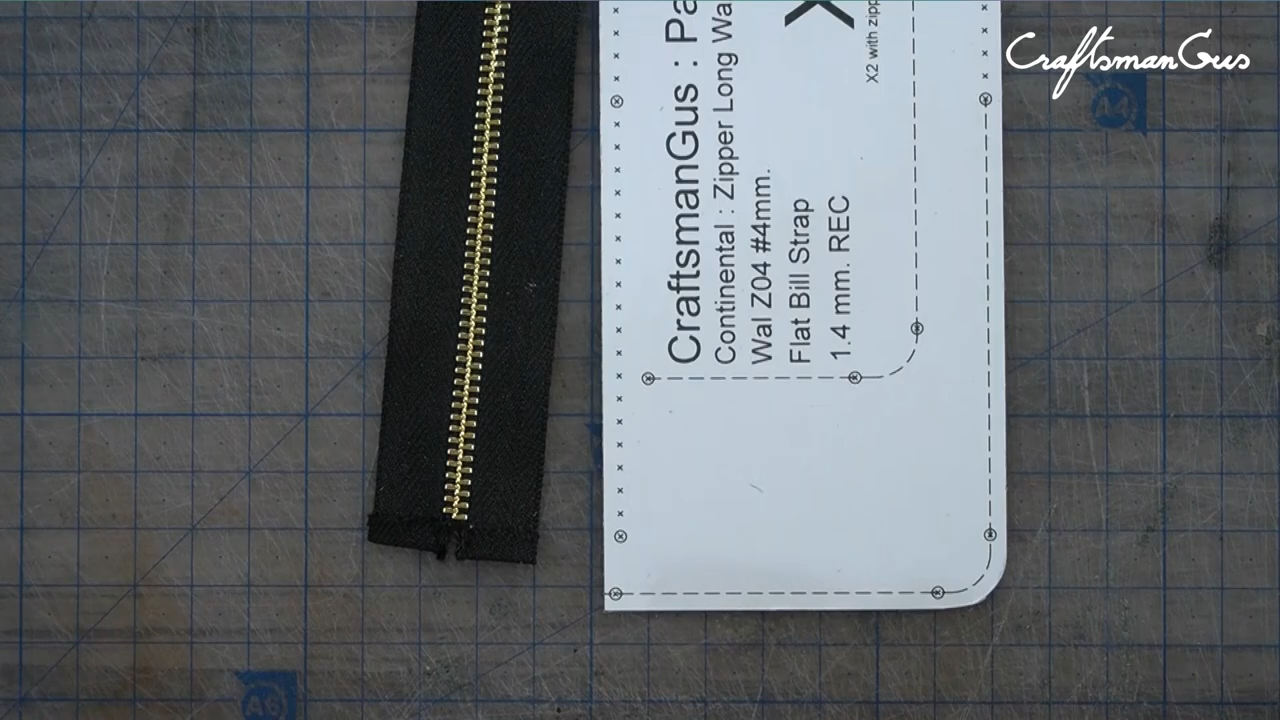 CraftsmanGus
CraftsmanGus : Pa
Continental : Zipper Long Wa
Wal Z04 #4mm.
Flat Bill Strap
1.4 mm. REC
X
X2 with zipp
A6